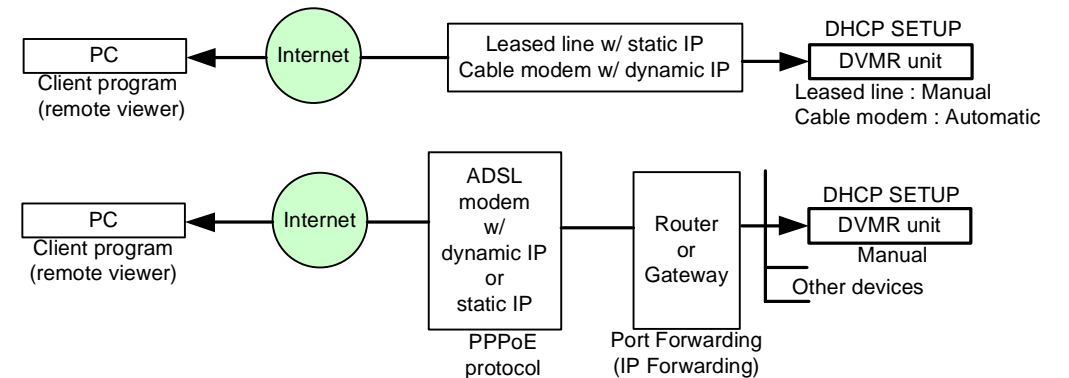 DHCP SETUP
PC
Internet
Leased line w/ static IP
Cable modem w/ dynamic IP
DVMR unit
Client program
(remote viewer)
Leased line : Manual
Cable modem : Automatic
ADSL
modem
w/
dynamic IP
or
static IP
PPPoE
protocol
PC
Client program
(remote viewer)
Internet
Router
or
Gateway
Port Forwarding
(IP Forwarding)
DHCP SETUP
DVMR unit
Manual
Other devices